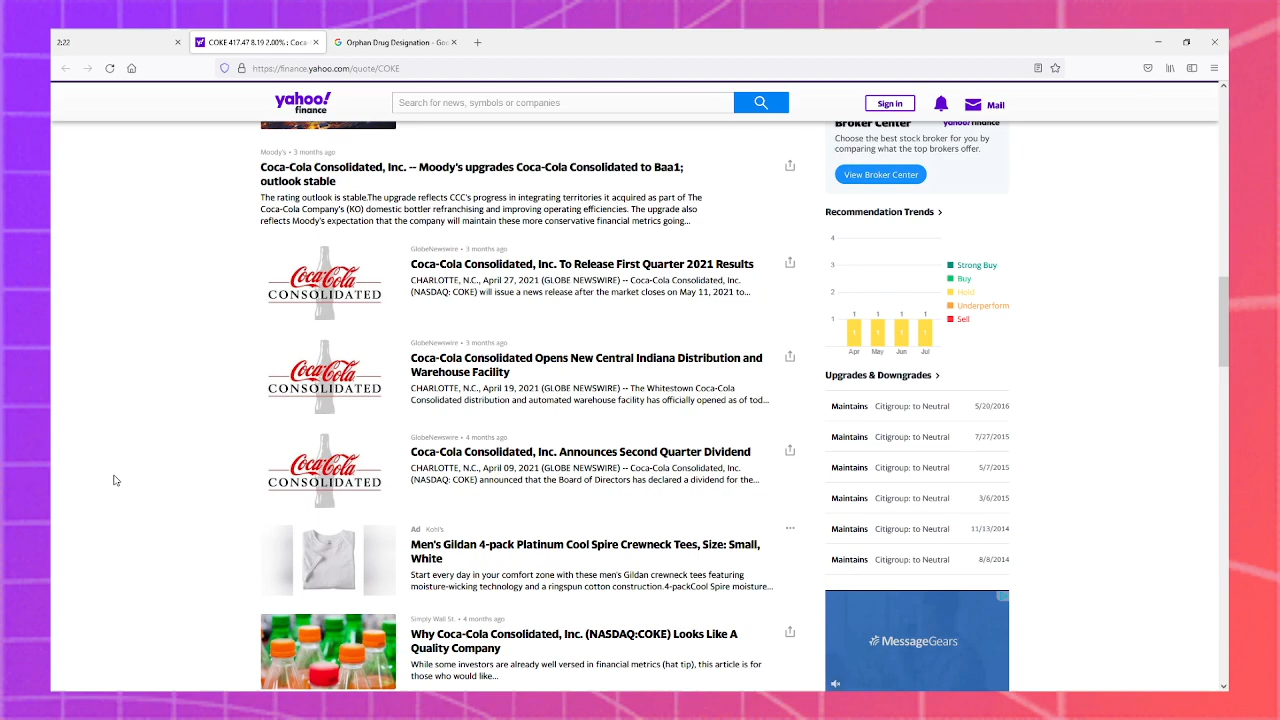 2:22
COKE 417.47 8.19 2.00% : Coca-
Orphan Drug Designation - Goo
https://finance.yahoo.com/quote/COKE
yahoo!
finance
Search for news, symbols or companies
Sign in
Mail
Moody's • 3 months ago
Coca-Cola Consolidated, Inc. -- Moody's upgrades Coca-Cola Consolidated to Baa1;
outlook stable
The rating outlook is stable.The upgrade reflects CCC's progress in integrating territories it acquired as part of The
Coca-Cola Company's (KO) domestic bottler refranchising and improving operating efficiencies. The upgrade also
reflects Moody's expectation that the company will maintain these more conservative financial metrics going...
Coca-Cola
CONSOLIDATED
GlobeNewswire • 3 months ago
Coca-Cola Consolidated, Inc. To Release First Quarter 2021 Results
CHARLOTTE, N.C., April 27, 2021 (GLOBE NEWSWIRE) -- Coca-Cola Consolidated, Inc.
(NASDAQ: COKE) will issue a news release after the market closes on May 11, 2021 to...
Coca-Cola
CONSOLIDATED
GlobeNewswire • 3 months ago
Coca-Cola Consolidated Opens New Central Indiana Distribution and
Warehouse Facility
CHARLOTTE, N.C., April 19, 2021 (GLOBE NEWSWIRE) -- The Whitestown Coca-Cola
Consolidated distribution and automated warehouse facility has officially opened as of tod...
Coca-Cola
CONSOLIDATED
GlobeNewswire • 4 months ago
Coca-Cola Consolidated, Inc. Announces Second Quarter Dividend
CHARLOTTE, N.C., April 09, 2021 (GLOBE NEWSWIRE) -- Coca-Cola Consolidated, Inc.
(NASDAQ: COKE) announced that the Board of Directors has declared a dividend for the...
Ad Kohl's
Men's Gildan 4-pack Platinum Cool Spire Crewneck Tees, Size: Small,
White
Start every day in your comfort zone with these men's Gildan crewneck tees featuring
moisture-wicking technology and a ringspun cotton construction.4-packCool Spire moisture...
Simply Wall St. • 4 months ago
Why Coca-Cola Consolidated, Inc. (NASDAQ:COKE) Looks Like A
Quality Company
While some investors are already well versed in financial metrics (hat tip), this article is for
those who would like...
Broker Center
yahoo!finance
Choose the best stock broker for you by
comparing what the top brokers offer.
View Broker Center
Recommendation Trends >
4
3
2
1
1 1 1 1
1 1 1 1
Apr May Jun Jul
Strong Buy
Buy
Hold
Underperform
Sell
Upgrades & Downgrades >
Maintains Citigroup: to Neutral 5/20/2016
Maintains Citigroup: to Neutral 7/27/2015
Maintains Citigroup: to Neutral 5/7/2015
Maintains Citigroup: to Neutral 3/6/2015
Maintains Citigroup: to Neutral 11/13/2014
Maintains Citigroup: to Neutral 8/8/2014
MessageGears